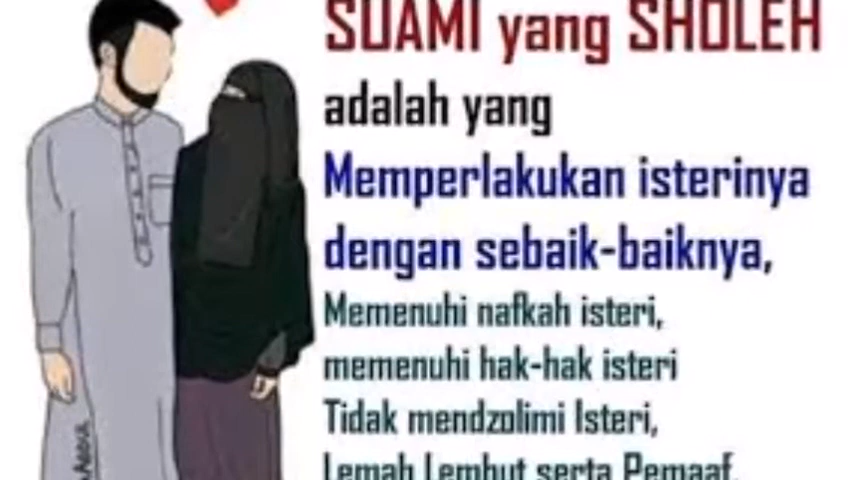 SUAMI yang SHOLEH
adalah yang
Memperlakukan isterinya
dengan sebaik-baiknya,
Memenuhi nafkah isteri,
memenuhi hak-hak isteri
Tidak mendzolimi Isteri,
Lemah Lembut serta Pemaaf.